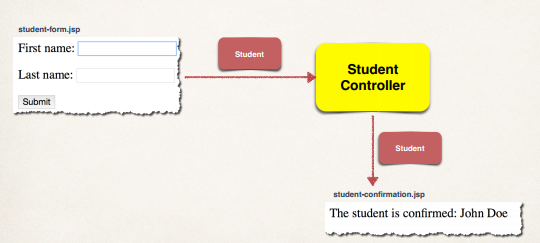 student-form.jsp
First name:
Last name:
Submit
Student
Student
Controller
Student
student-confirmation.jsp
The student is confirmed: John Doe